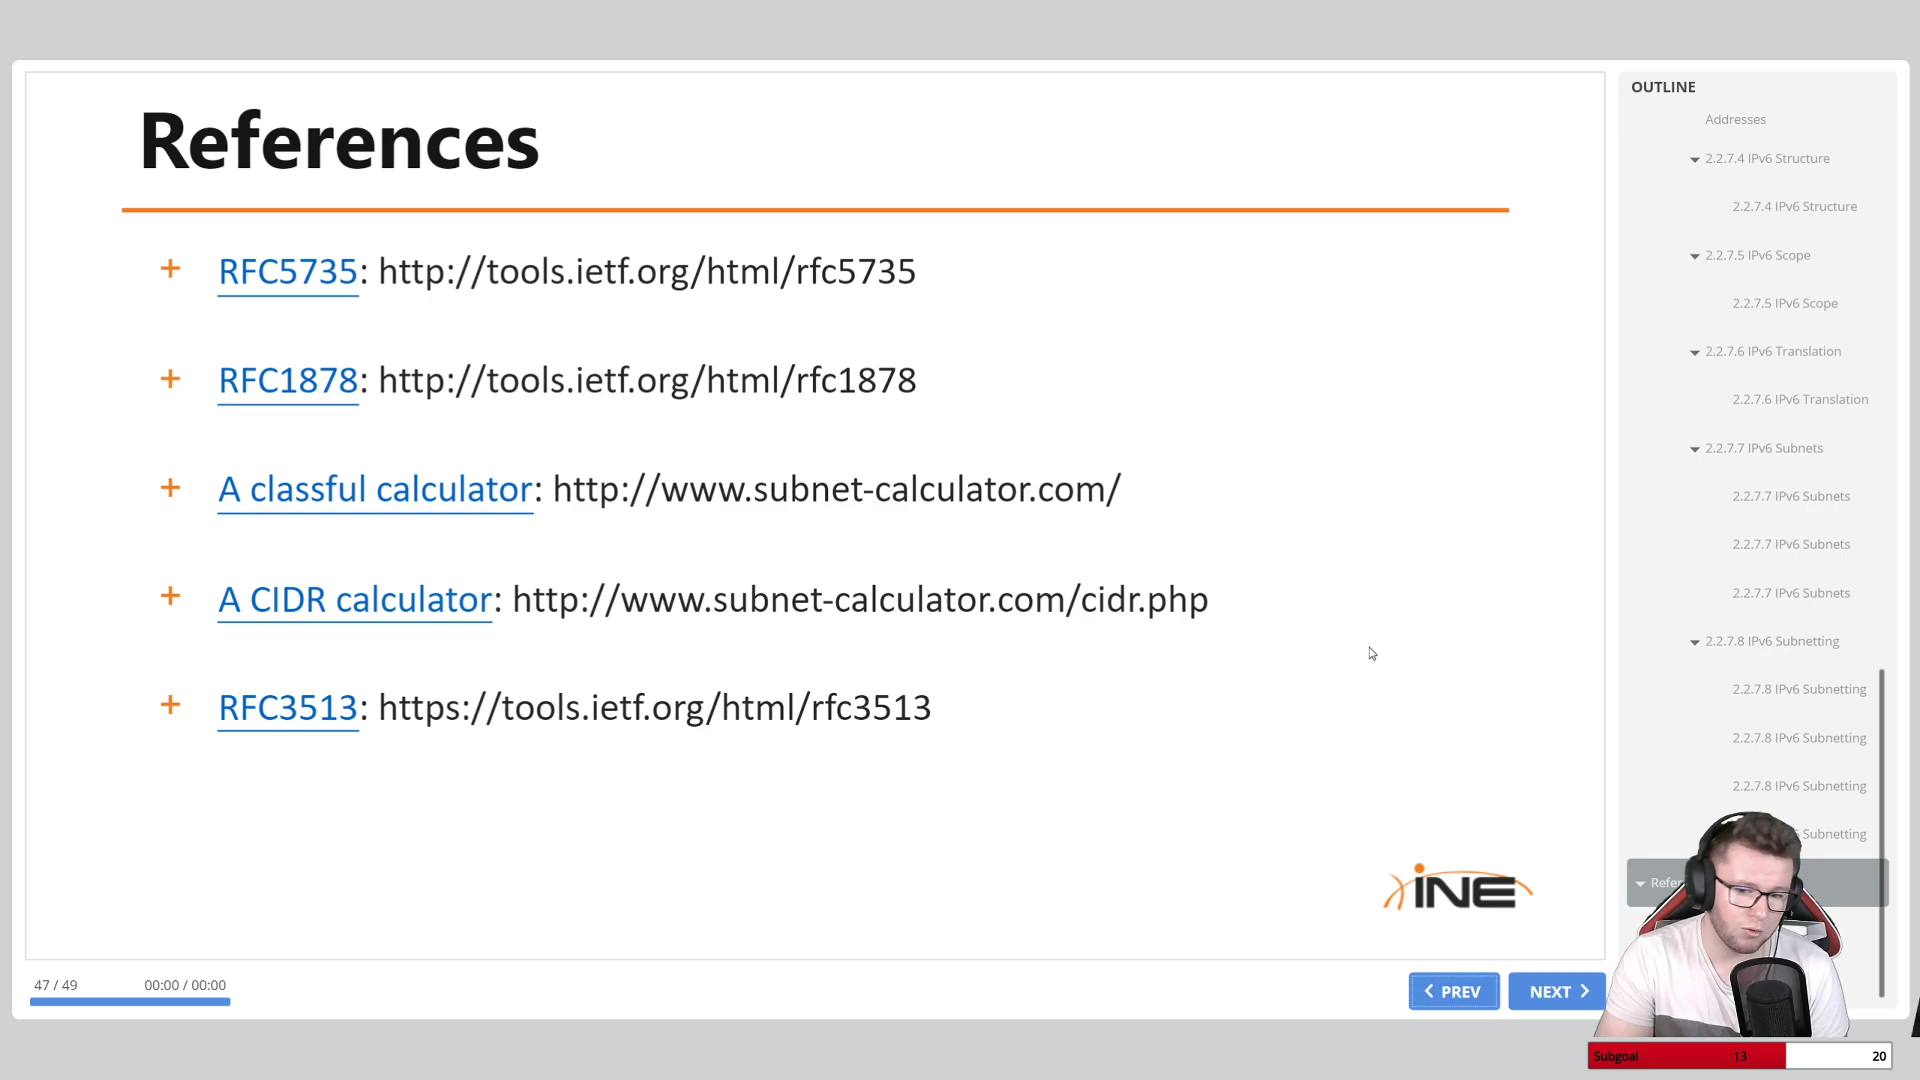 References
+ RFC5735: http://tools.ietf.org/html/rfc5735
+ RFC1878: http://tools.ietf.org/html/rfc1878
+ A classful calculator: http://www.subnet-calculator.com/
+ A CIDR calculator: http://www.subnet-calculator.com/cidr.php
+ RFC3513: https://tools.ietf.org/html/rfc3513
iNE
47 / 49
00:00 / 00:00
PREV
NEXT
OUTLINE
Addresses
2.2.7.4 IPv6 Structure
2.2.7.4 IPv6 Structure
2.2.7.5 IPv6 Scope
2.2.7.5 IPv6 Scope
2.2.7.6 IPv6 Translation
2.2.7.6 IPv6 Translation
2.2.7.7 IPv6 Subnets
2.2.7.7 IPv6 Subnets
2.2.7.7 IPv6 Subnets
2.2.7.7 IPv6 Subnets
2.2.7.8 IPv6 Subnetting
2.2.7.8 IPv6 Subnetting
2.2.7.8 IPv6 Subnetting
2.2.7.8 IPv6 Subnetting
Subnetting
Refer
Subgoal 13 20